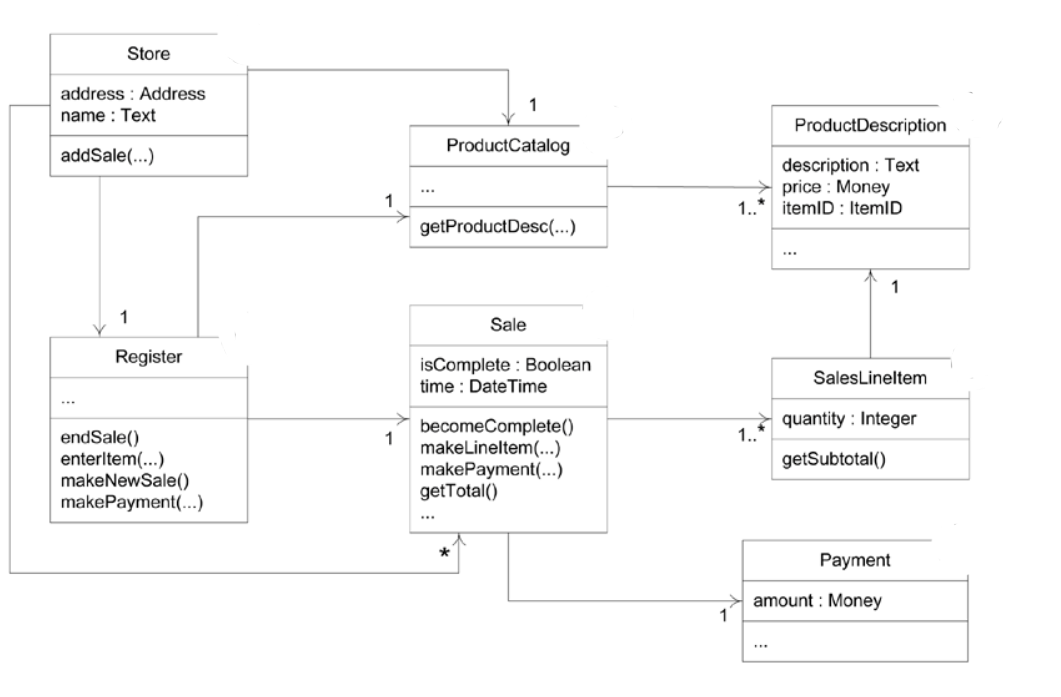 Store
address : Address
name : Text
addSale(...)
1
ProductCatalog
...
getProductDesc(...)
1
ProductDescription
description : Text
price : Money
itemID : ItemID
...
1..*
1
1
Register
...
endSale()
enterItem(...)
makeNewSale()
makePayment(...)
1
Sale
isComplete : Boolean
time : DateTime
becomeComplete()
makeLineItem(...)
makePayment(...)
getTotal()
...
*
SalesLineItem
quantity : Integer
getSubtotal()
1..*
Payment
amount : Money
...
1